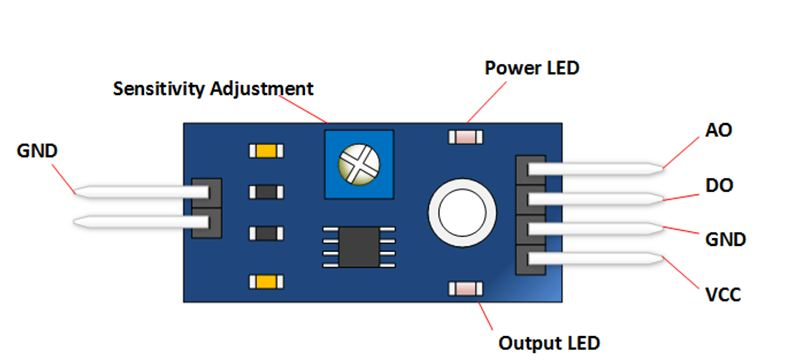 Power LED
Sensitivity Adjustment
AO
GND
DO
GND
VCC
Output LED